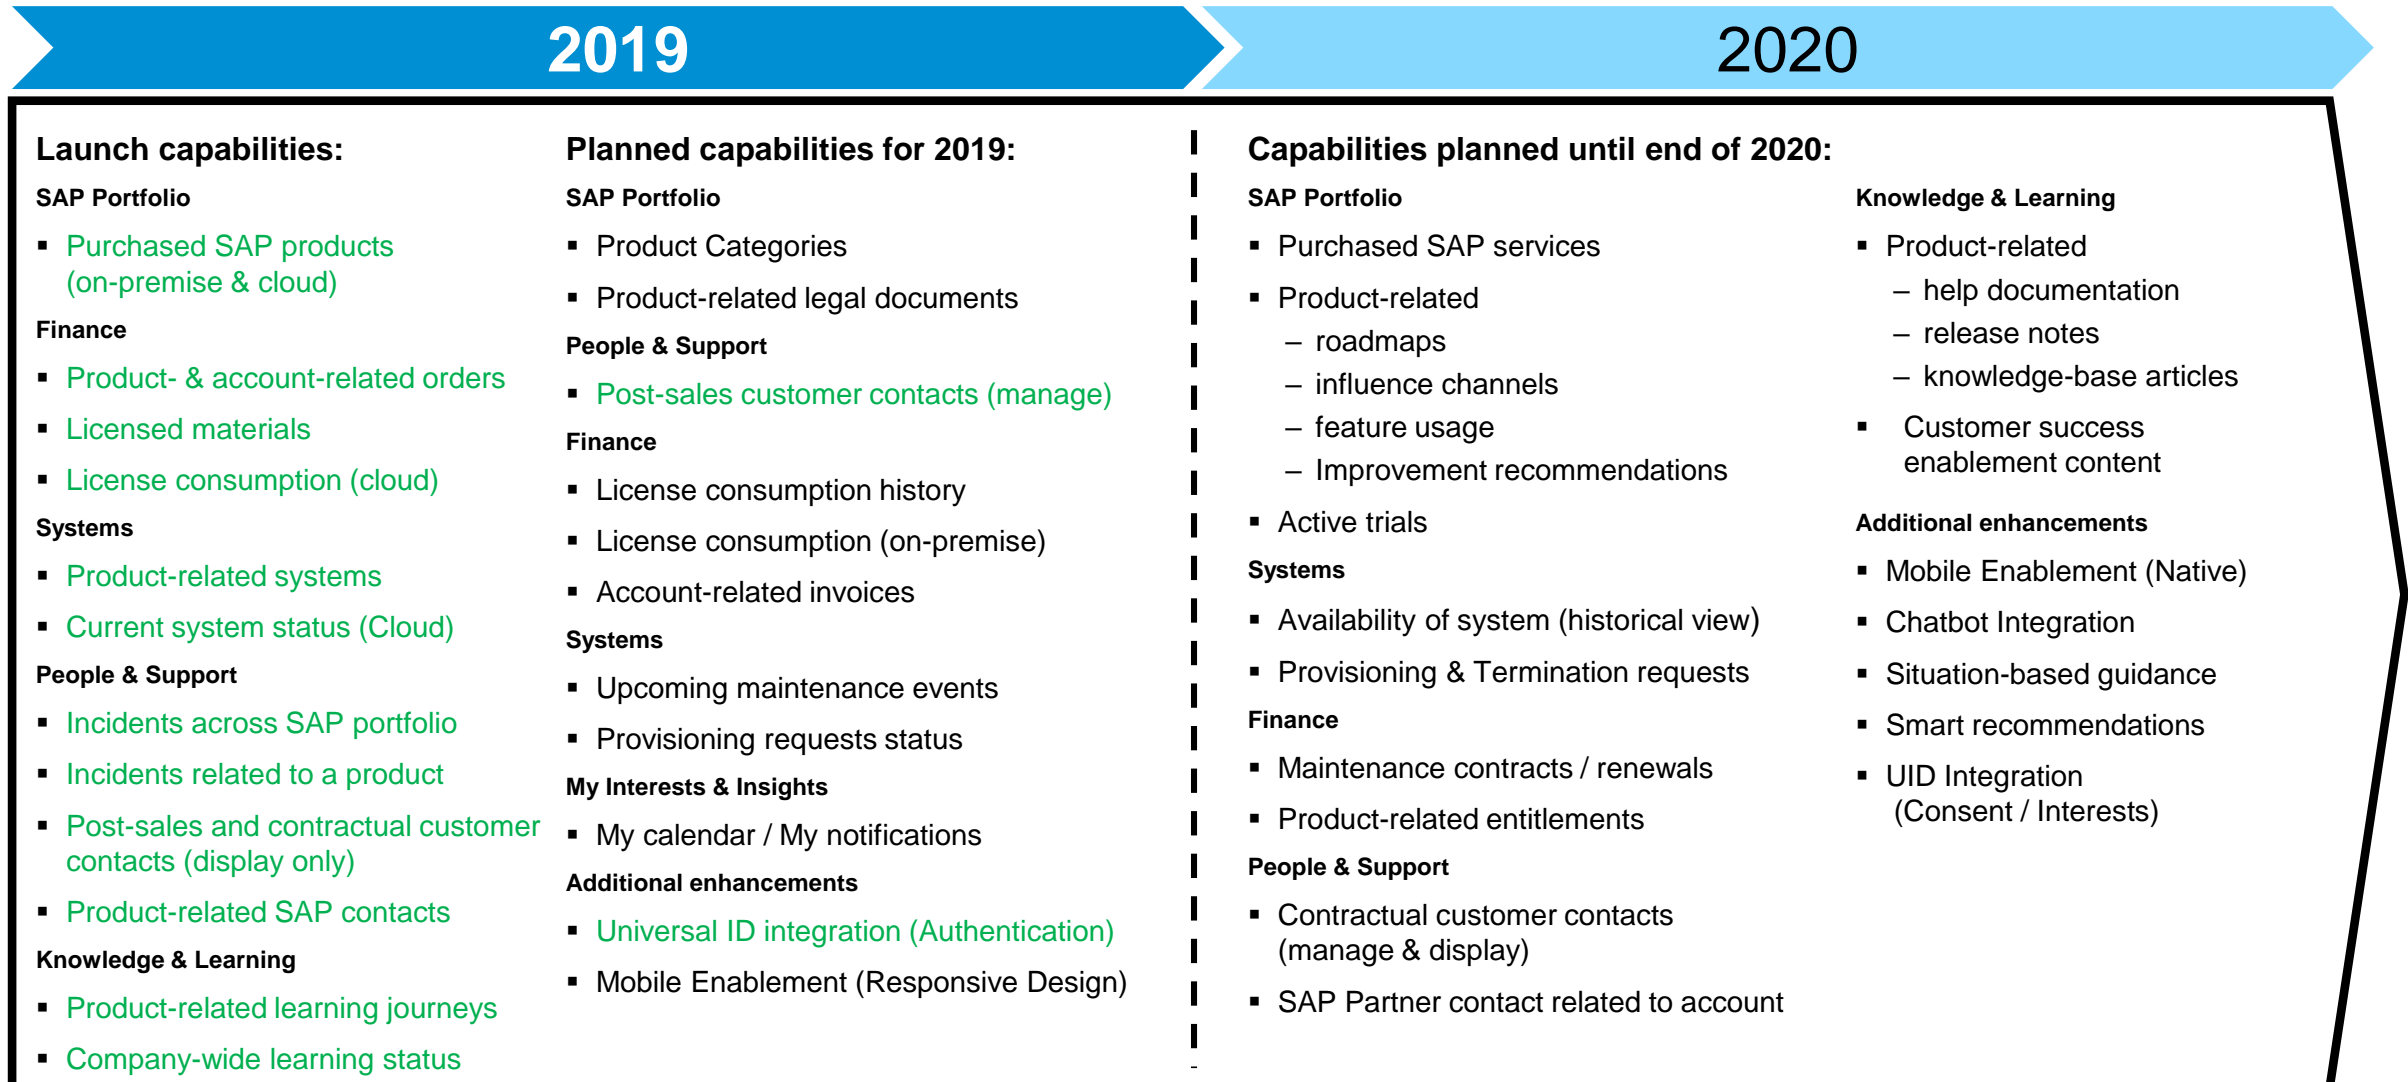 2019
2020
Launch capabilities:
SAP Portfolio
▪ Purchased SAP products
(on-premise & cloud)
Finance
▪ Product- & account-related orders
▪ Licensed materials
▪ License consumption (cloud)
Systems
▪ Product-related systems
▪ Current system status (Cloud)
People & Support
▪ Incidents across SAP portfolio
▪ Incidents related to a product
▪ Post-sales and contractual customer
contacts (display only)
▪ Product-related SAP contacts
Knowledge & Learning
▪ Product-related learning journeys
▪ Company-wide learning status
Planned capabilities for 2019:
SAP Portfolio
▪ Product Categories
▪ Product-related legal documents
People & Support
▪ Post-sales customer contacts (manage)
Finance
▪ License consumption history
▪ License consumption (on-premise)
▪ Account-related invoices
Systems
▪ Upcoming maintenance events
▪ Provisioning requests status
My Interests & Insights
▪ My calendar / My notifications
Additional enhancements
▪ Universal ID integration (Authentication)
▪ Mobile Enablement (Responsive Design)
Capabilities planned until end of 2020:
SAP Portfolio
▪ Purchased SAP services
▪ Product-related
– roadmaps
– influence channels
– feature usage
– Improvement recommendations
▪ Active trials
Systems
▪ Availability of system (historical view)
▪ Provisioning & Termination requests
Finance
▪ Maintenance contracts / renewals
▪ Product-related entitlements
People & Support
▪ Contractual customer contacts
(manage & display)
▪ SAP Partner contact related to account
Knowledge & Learning
▪ Product-related
– help documentation
– release notes
– knowledge-base articles
▪ Customer success
enablement content
Additional enhancements
▪ Mobile Enablement (Native)
▪ Chatbot Integration
▪ Situation-based guidance
▪ Smart recommendations
▪ UID Integration
(Consent / Interests)